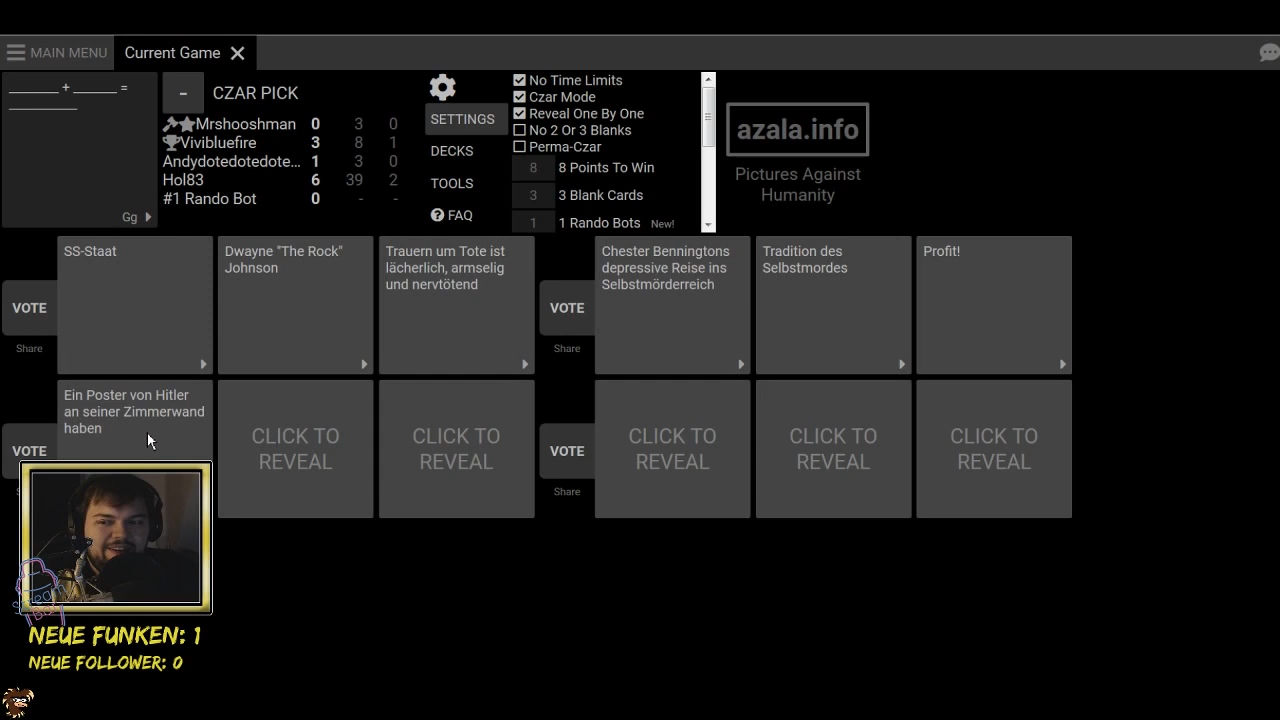 MAIN MENU
Current Game
______ + _____ =
________
Gg
-
CZAR PICK
Mrshooshman 0 3 0
Vivibluefire 3 8 1
Andydotedotedote... 1 3 0
Hol83 6 39 2
#1 Rando Bot 0 - -
SETTINGS
DECKS
TOOLS
FAQ
No Time Limits
Czar Mode
Reveal One By One
No 2 Or 3 Blanks
Perma-Czar
8 8 Points To Win
3 3 Blank Cards
1 1 Rando Bots New!
azala.info
Pictures Against
Humanity
VOTE
Share
SS-Staat
Dwayne "The Rock"
Johnson
Trauern um Tote ist
lächerlich, armselig
und nervtötend
VOTE
Share
Chester Benningtons
depressive Reise ins
Selbstmörderreich
Tradition des
Selbstmordes
Profit!
VOTE
Ein Poster von Hitler
an seiner Zimmerwand
haben
CLICK TO
REVEAL
CLICK TO
REVEAL
VOTE
Share
CLICK TO
REVEAL
CLICK TO
REVEAL
CLICK TO
REVEAL
NEUE FUNKEN: 1
NEUE FOLLOWER: 0